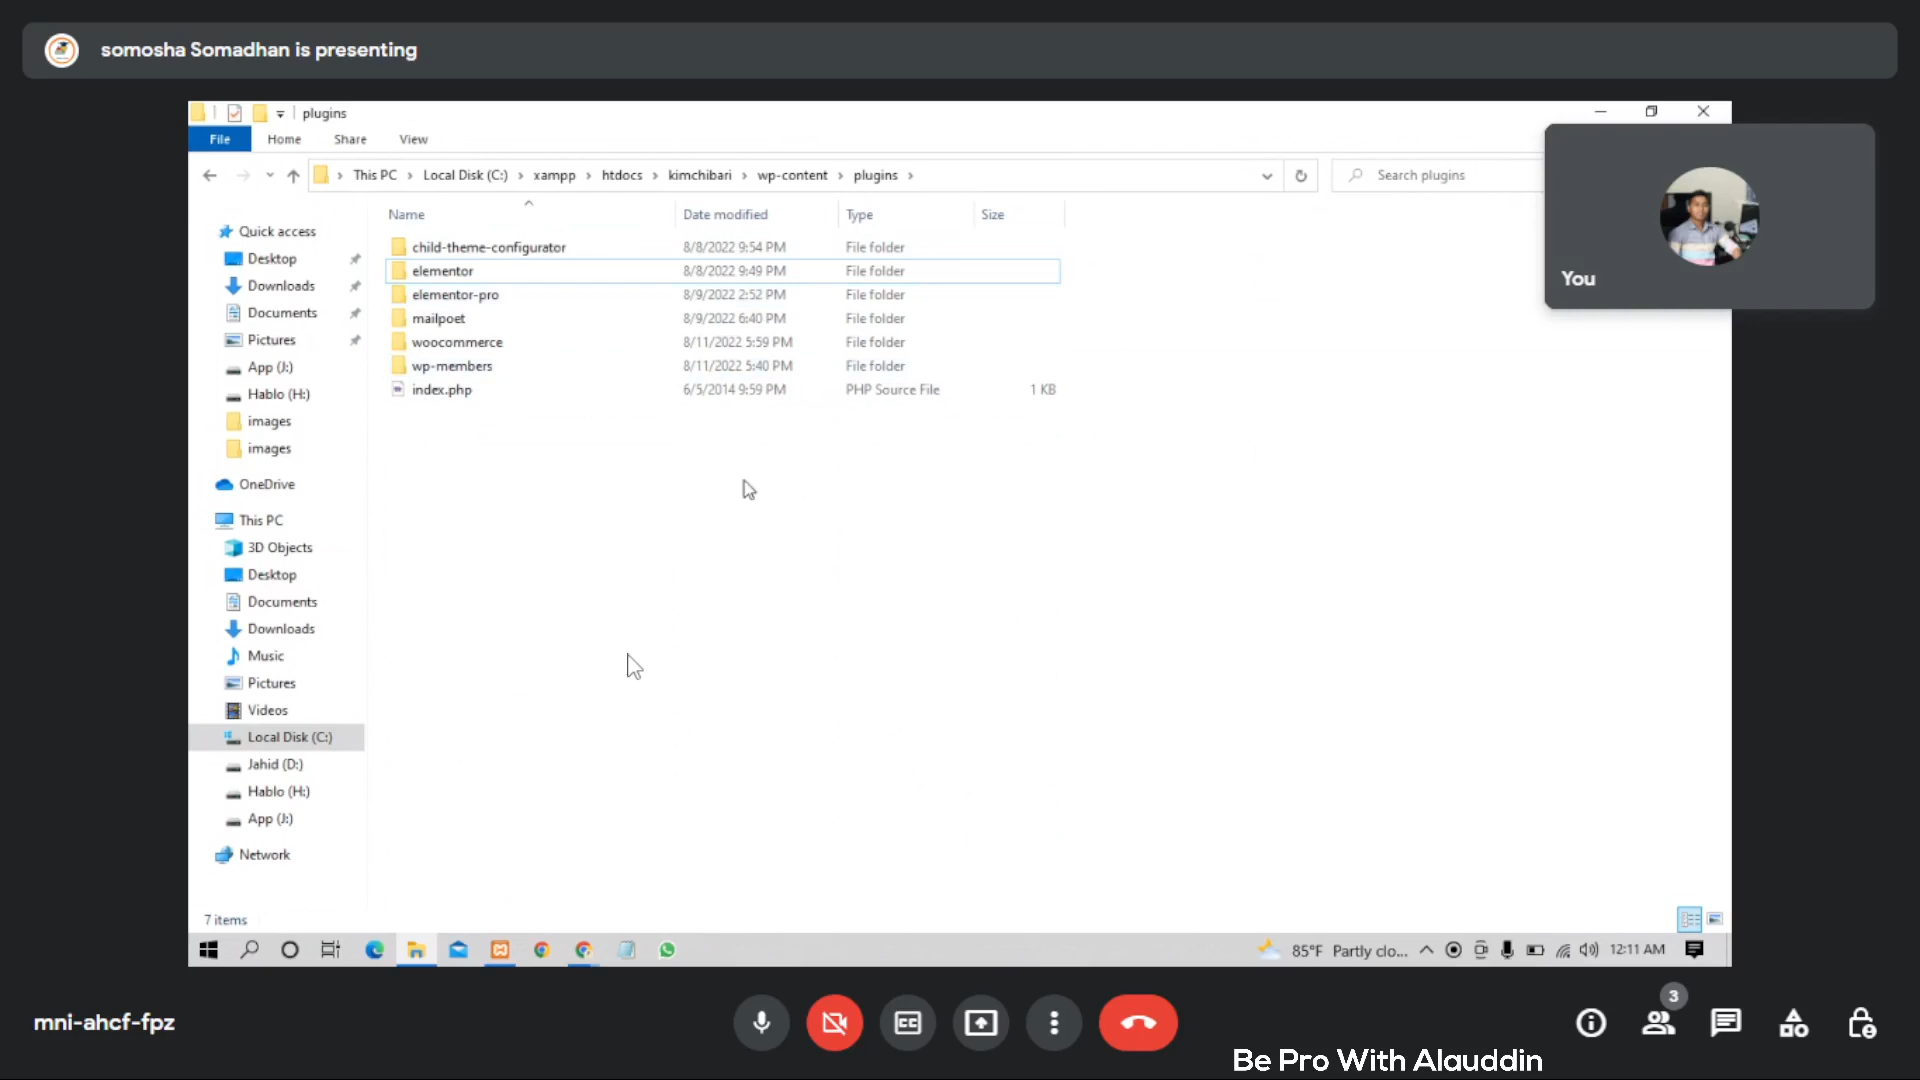 somosha Somadhan is presenting
plugins
File Home Share View
This PC Local Disk (C:) xampp htdocs kimchibari wp-content plugins
Search plugins
Name Date modified Type Size
child-theme-configurator 8/8/2022 9:54 PM File folder
elementor 8/8/2022 9:49 PM File folder
elementor-pro 8/9/2022 2:52 PM File folder
mailpoet 8/9/2022 6:40 PM File folder
woocommerce 8/11/2022 5:59 PM File folder
wp-members 8/11/2022 5:40 PM File folder
index.php 6/5/2014 9:59 PM PHP Source File 1 KB
Quick access
Desktop
Downloads
Documents
Pictures
App (J:)
Hablo (H:)
images
images
OneDrive
This PC
3D Objects
Desktop
Documents
Downloads
Music
Pictures
Videos
Local Disk (C:)
Jahid (D:)
Hablo (H:)
App (J:)
Network
You
7 items
85°F Partly clo... 12:11 AM
mni-ahcf-fpz
3
Be Pro With Alauddin